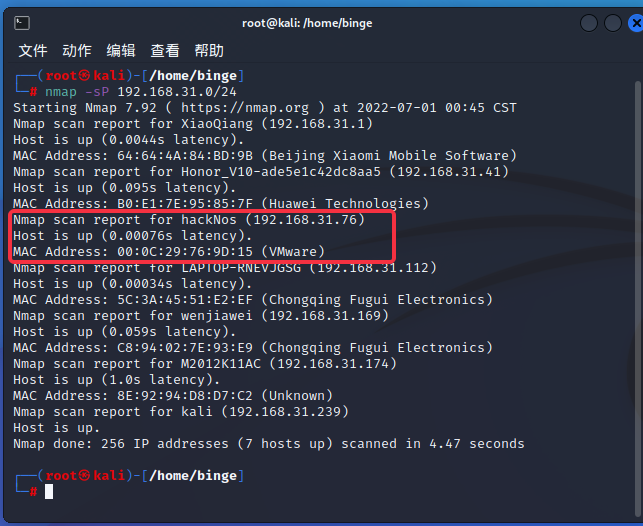 root@kali: /home/binge
文件 动作 编辑 查看 帮助
┌──(root㉿kali)-[/home/binge]
└─# nmap -sP 192.168.31.0/24
Starting Nmap 7.92 ( https://nmap.org ) at 2022-07-01 00:45 CST
Nmap scan report for XiaoQiang (192.168.31.1)
Host is up (0.0044s latency).
MAC Address: 64:64:4A:84:BD:9B (Beijing Xiaomi Mobile Software)
Nmap scan report for Honor_V10-ade5e1c42dc8aa5 (192.168.31.41)
Host is up (0.095s latency).
MAC Address: B0:E1:7E:95:85:7F (Huawei Technologies)
Nmap scan report for hackNos (192.168.31.76)
Host is up (0.00076s latency).
MAC Address: 00:0C:29:76:9D:15 (VMware)
Nmap scan report for LAPTOP-RNEVJGSG (192.168.31.112)
Host is up (0.00034s latency).
MAC Address: 5C:3A:45:51:E2:EF (Chongqing Fugui Electronics)
Nmap scan report for wenjiawei (192.168.31.169)
Host is up (0.059s latency).
MAC Address: C8:94:02:7E:93:E9 (Chongqing Fugui Electronics)
Nmap scan report for M2012K11AC (192.168.31.174)
Host is up (1.0s latency).
MAC Address: 8E:92:94:D8:D7:C2 (Unknown)
Nmap scan report for kali (192.168.31.239)
Host is up.
Nmap done: 256 IP addresses (7 hosts up) scanned in 4.47 seconds
┌──(root㉿kali)-[/home/binge]
└─#